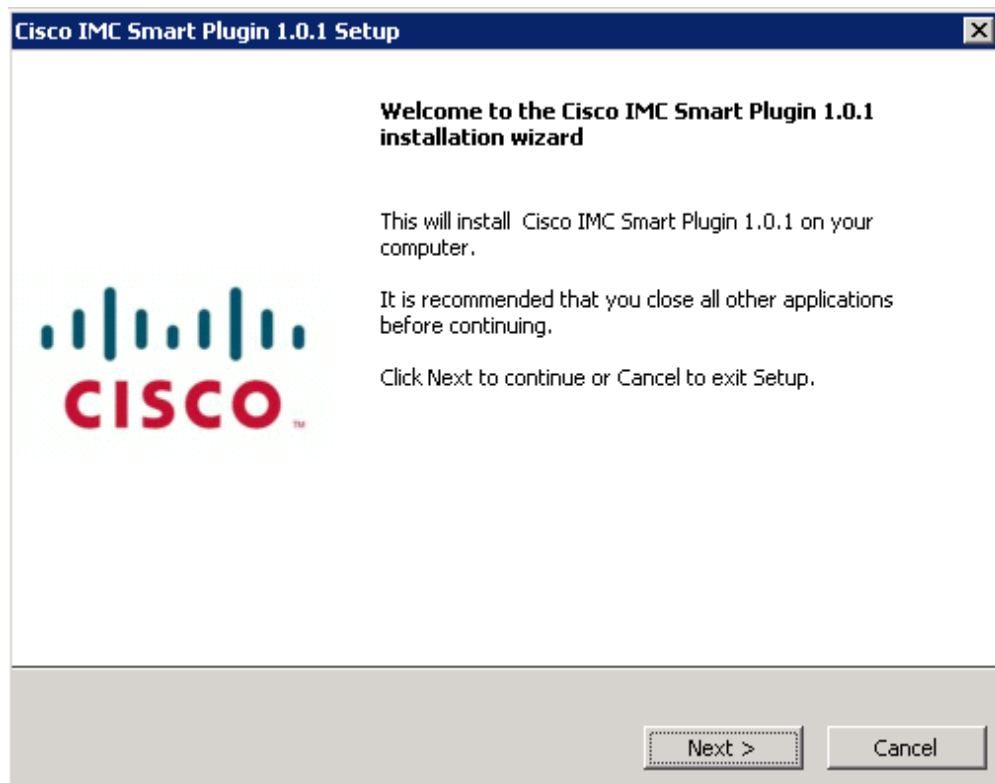 Cisco IMC Smart Plugin 1.0.1 Setup
Welcome to the Cisco IMC Smart Plugin 1.0.1
installation wizard
This will install  Cisco IMC Smart Plugin 1.0.1 on your
computer.
It is recommended that you close all other applications
before continuing.
Click Next to continue or Cancel to exit Setup.
CISCO™
Next >
Cancel